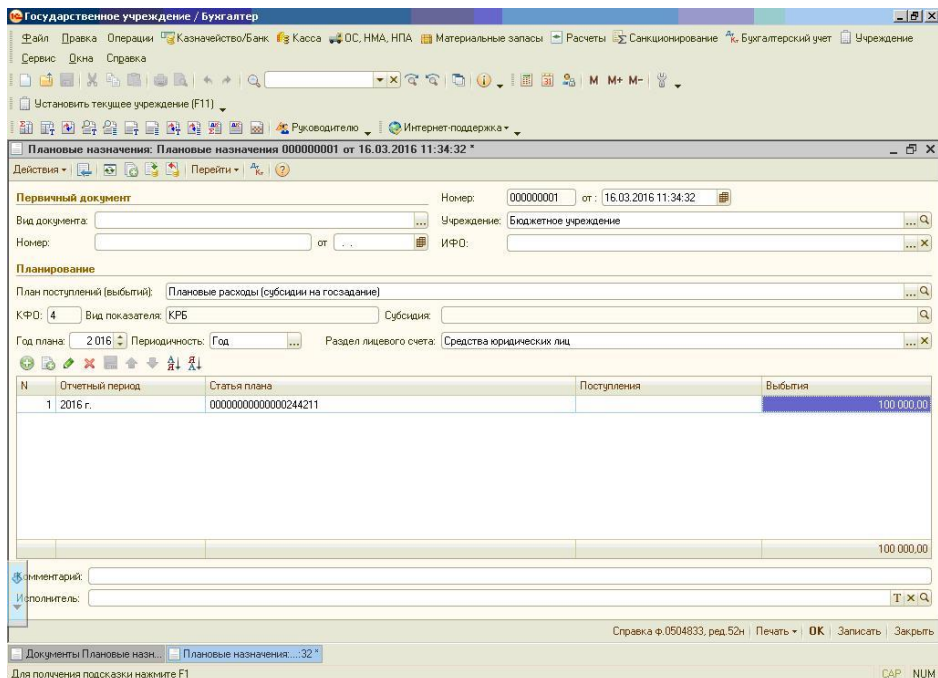 Государственное учреждение / Бухгалтер
Файл Правка Операции Казначейство/Банк Касса ОС, НМА, НПА Материальные запасы Расчеты Санкционирование Бухгалтерский учет Учреждение
Сервис Окна Справка
M M+ M-
Установить текущее учреждение (F11)
Руководителю Интернет-поддержка
Плановые назначения: Плановые назначения 000000001 от 16.03.2016 11:34:32 *
Действия Перейти
Первичный документ Номер: 000000001 от: 16.03.2016 11:34:32
Вид документа: ... Учреждение: Бюджетное учреждение ...
Номер: от . . ИФО: ...
Планирование
План поступлений (выбытий): Плановые расходы (субсидии на госзадание) ...
КФО: 4 Вид показателя: КРБ Субсидия:
Год плана: 2 016 Периодичность: Год ... Раздел лицевого счета: Средства юридических лиц ...
N Отчетный период Статья плана Поступления Выбытия
1 2016 г. 00000000000000244211 100 000,00
100 000,00
Комментарий:
Исполнитель: T
Справка ф.0504833, ред.52н Печать OK Записать Закрыть
Документы Плановые назн... Плановые назначения:...:32 *
Для получения подсказки нажмите F1 CAP NUM